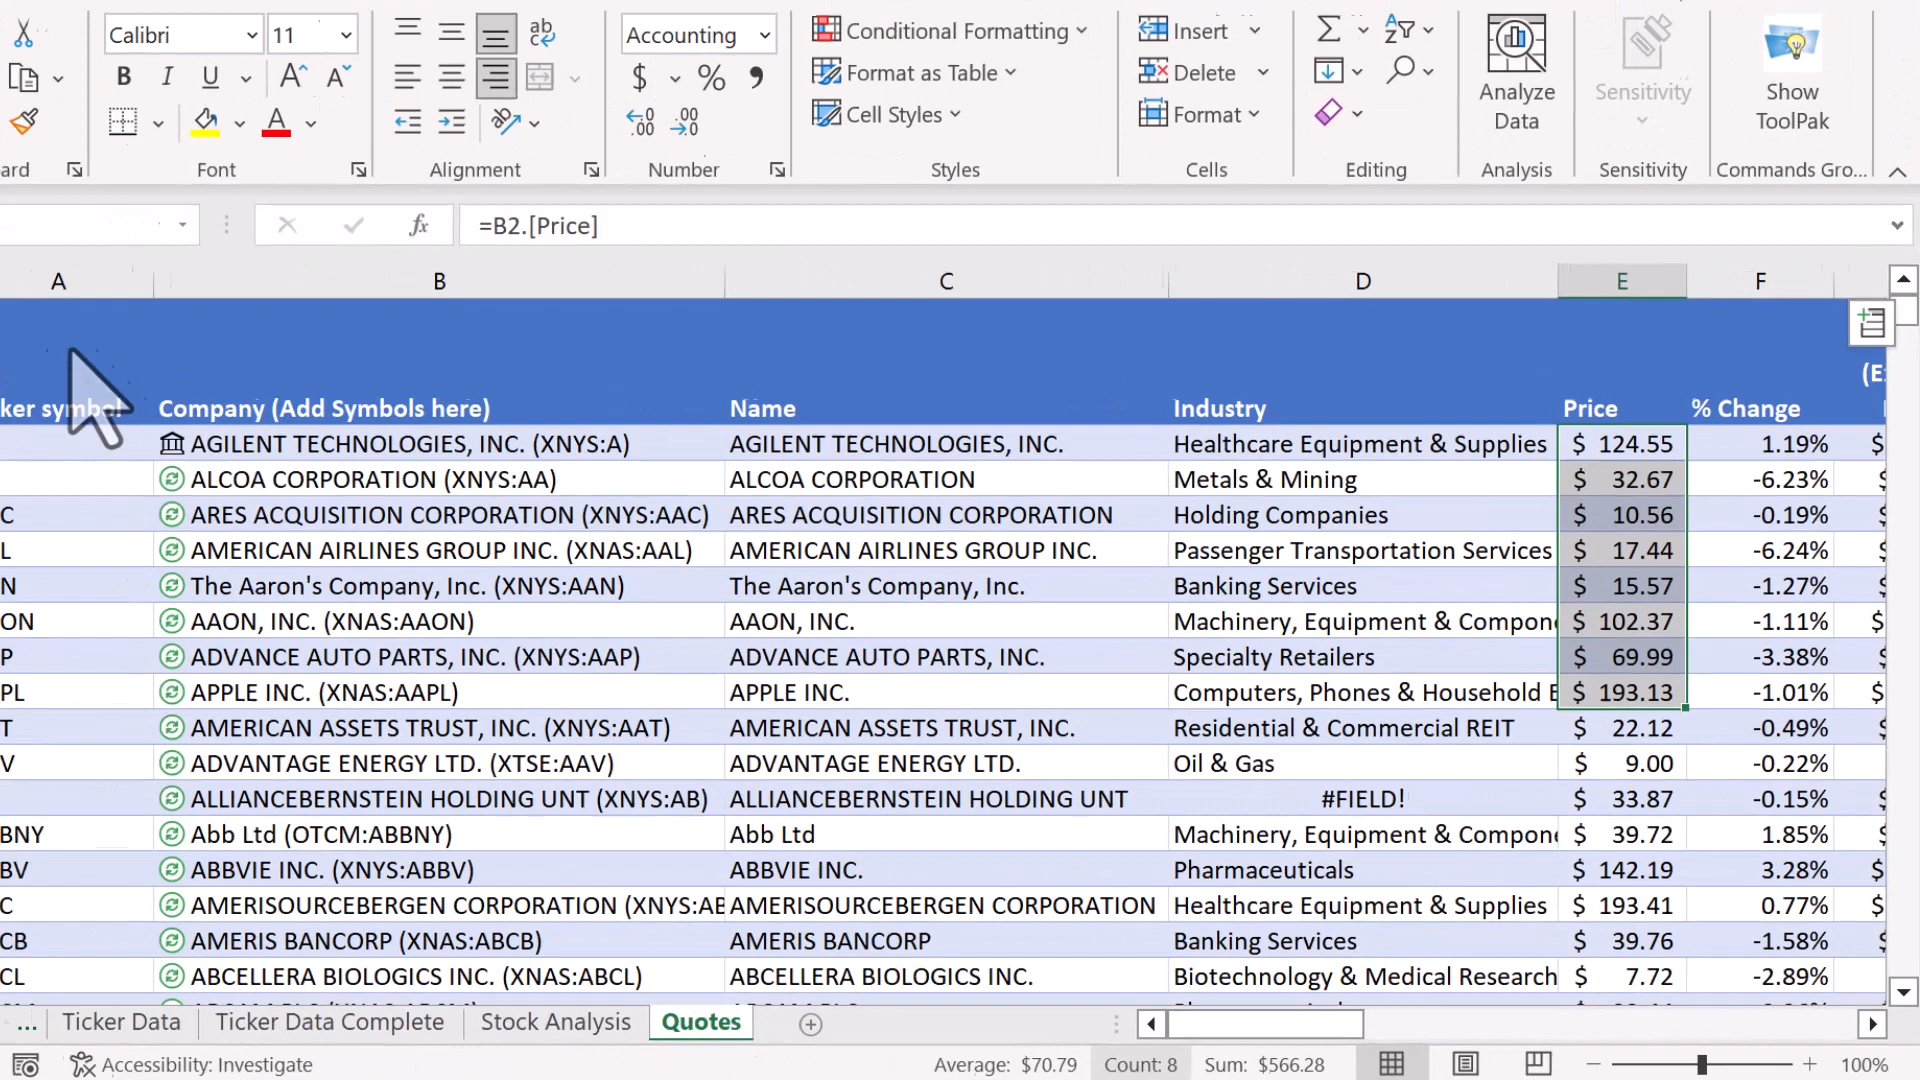 Calibri 11 ab Accounting Conditional Formatting Insert Σ
B I U A A $ % 9 Format as Table Delete Analyze Data Sensitivity Show ToolPak
A .00 .00 Cell Styles Format
ard Font Alignment Number Styles Cells Editing Analysis Sensitivity Commands Gro...
fx =B2.[Price]
A B C D E F
(E
ker symbol Company (Add Symbols here) Name Industry Price % Change
AGILENT TECHNOLOGIES, INC. (XNYS:A) AGILENT TECHNOLOGIES, INC. Healthcare Equipment & Supplies $ 124.55 1.19% $
ALCOA CORPORATION (XNYS:AA) ALCOA CORPORATION Metals & Mining $ 32.67 -6.23% $
C ARES ACQUISITION CORPORATION (XNYS:AAC) ARES ACQUISITION CORPORATION Holding Companies $ 10.56 -0.19% $
L AMERICAN AIRLINES GROUP INC. (XNAS:AAL) AMERICAN AIRLINES GROUP INC. Passenger Transportation Services $ 17.44 -6.24% $
N The Aaron's Company, Inc. (XNYS:AAN) The Aaron's Company, Inc. Banking Services $ 15.57 -1.27% $
ON AAON, INC. (XNAS:AAON) AAON, INC. Machinery, Equipment & Compone $ 102.37 -1.11% $
P ADVANCE AUTO PARTS, INC. (XNYS:AAP) ADVANCE AUTO PARTS, INC. Specialty Retailers $ 69.99 -3.38% $
PL APPLE INC. (XNAS:AAPL) APPLE INC. Computers, Phones & Household E $ 193.13 -1.01% $
T AMERICAN ASSETS TRUST, INC. (XNYS:AAT) AMERICAN ASSETS TRUST, INC. Residential & Commercial REIT $ 22.12 -0.49% $
V ADVANTAGE ENERGY LTD. (XTSE:AAV) ADVANTAGE ENERGY LTD. Oil & Gas $ 9.00 -0.22% $
ALLIANCEBERNSTEIN HOLDING UNT (XNYS:AB) ALLIANCEBERNSTEIN HOLDING UNT #FIELD! $ 33.87 -0.15% $
BNY Abb Ltd (OTCM:ABBNY) Abb Ltd Machinery, Equipment & Compone $ 39.72 1.85% $
BV ABBVIE INC. (XNYS:ABBV) ABBVIE INC. Pharmaceuticals $ 142.19 3.28% $
C AMERISOURCEBERGEN CORPORATION (XNYS:AB AMERISOURCEBERGEN CORPORATION Healthcare Equipment & Supplies $ 193.41 0.77% $
CB AMERIS BANCORP (XNAS:ABCB) AMERIS BANCORP Banking Services $ 39.76 -1.58% $
CL ABCELLERA BIOLOGICS INC. (XNAS:ABCL) ABCELLERA BIOLOGICS INC. Biotechnology & Medical Research $ 7.72 -2.89% $
... Ticker Data Ticker Data Complete Stock Analysis Quotes
Accessibility: Investigate Average: $70.79 Count: 8 Sum: $566.28 100%